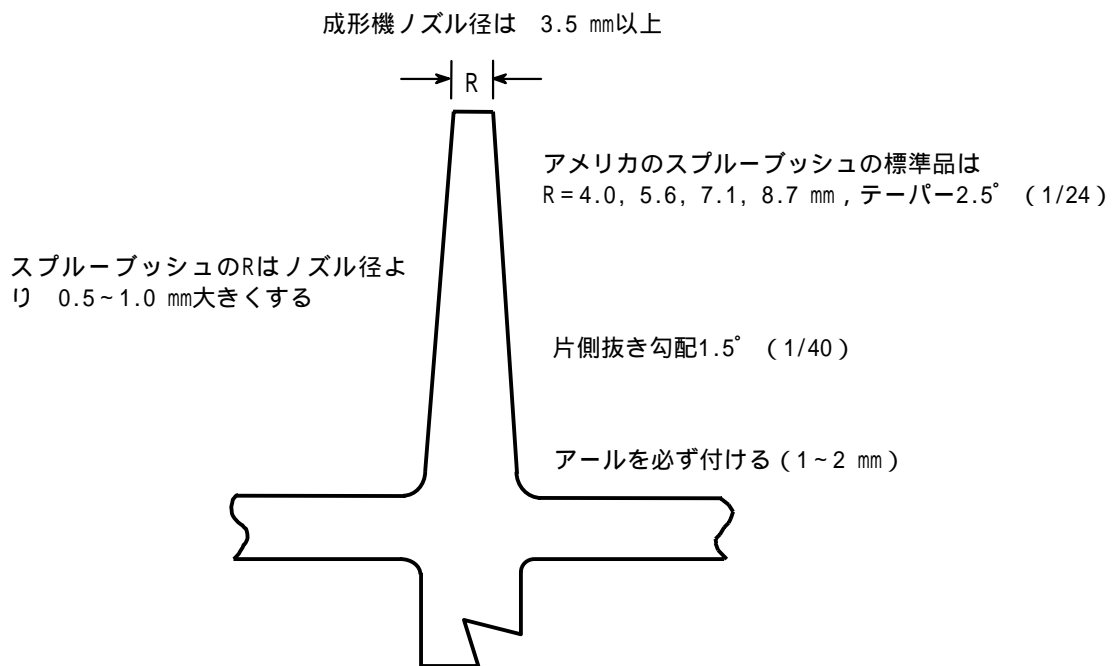 成形機ノズル径は　3.5 ㎜以上
R
アメリカのスプルーブッシュの標準品は
R＝4.0, 5.6, 7.1, 8.7 ㎜，テーパー2.5ﾟ（1/24）
スプルーブッシュのRはノズル径よ
り　0.5~1.0 ㎜大きくする
片側抜き勾配1.5ﾟ（1/40）
アールを必ず付ける（1~2 ㎜）